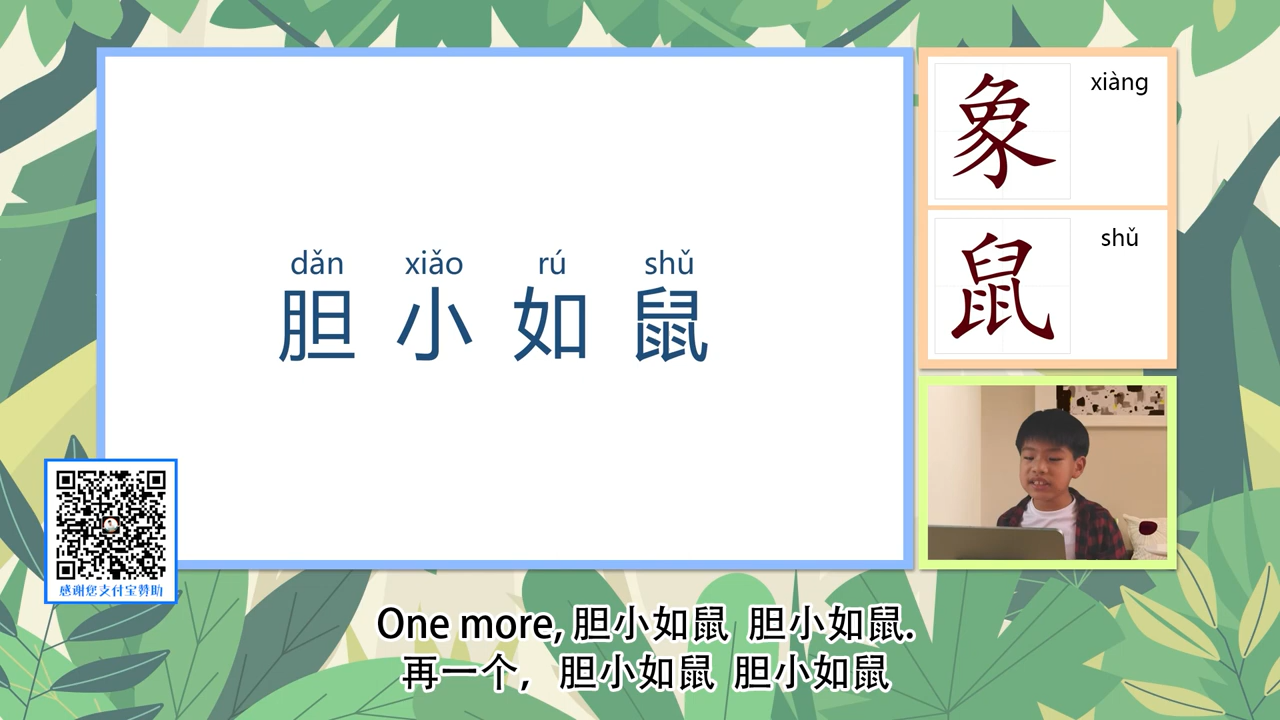 dǎn xiǎo rú shǔ
胆 小 如 鼠
xiàng
象
shǔ
鼠
感谢您支付宝赞助
One more, 胆小如鼠 胆小如鼠.
再一个，胆小如鼠 胆小如鼠